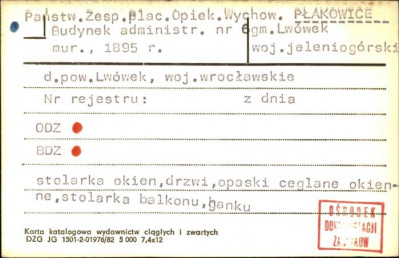 Państw.Zesp.Plac.Opiek.Wychow. PŁAKOWICE
Budynek administr. nr 6 gm.Lwówek
mur., 1895 r. woj.jeleniogórski
d.pow.Lwówek, woj.wrocławskie
Nr rejestru: z dnia
ODZ
BDZ
stolarka okien,drzwi,opaski ceglane okien-
ne,stolarka balkonu,ganku
Karta katalogowa wydawnictw ciągłych i zwartych
DZG JG 1501-2-01976/82 5 000 7,4x12
OŚRODEK
DOKUMENTACJI
ZABYTKÓW